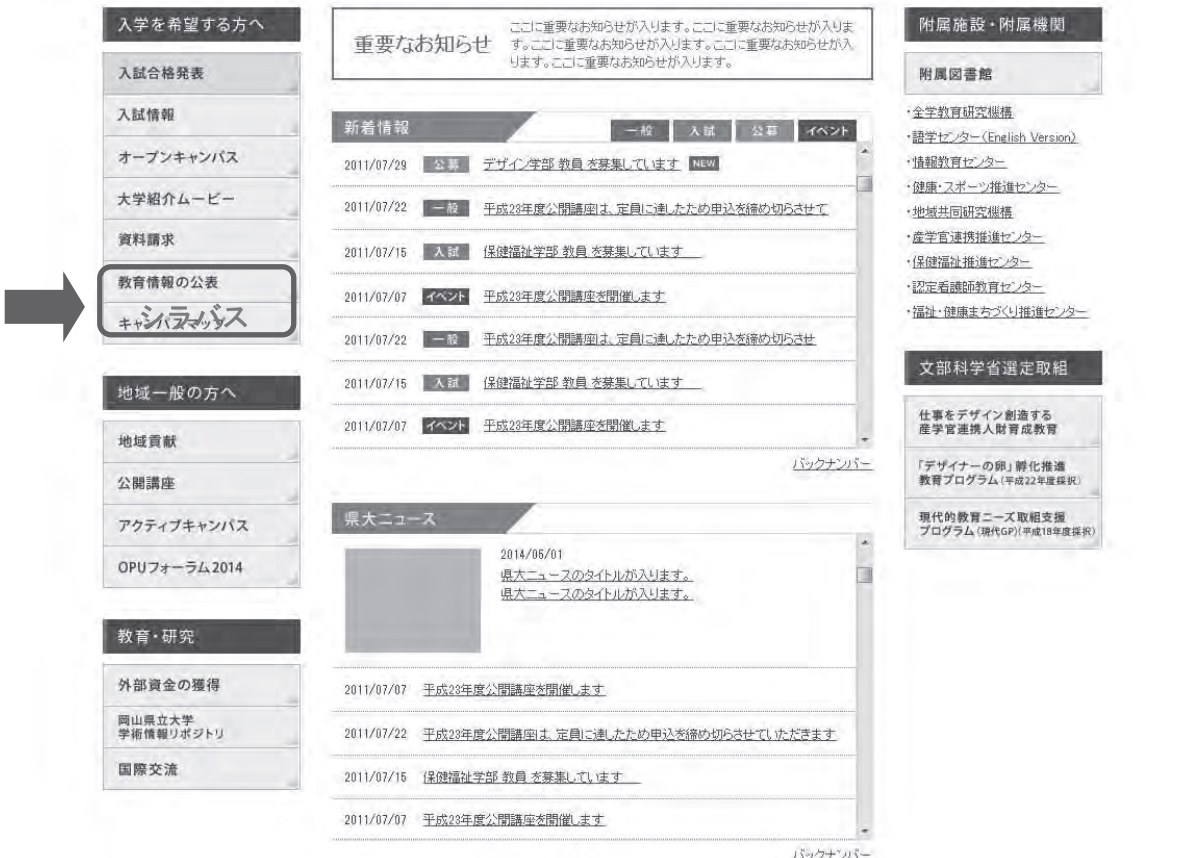 入学を希望する方へ
入試合格発表
入試情報
オープンキャンパス
大学紹介ムービー
資料請求
教育情報の公表
シラバス
キャンパスマップ
地域一般の方へ
地域貢献
公開講座
アクティブキャンパス
OPUフォーラム2014
教育・研究
外部資金の獲得
岡山県立大学
学術情報リポジトリ
国際交流
重要なお知らせ
ここに重要なお知らせが入ります。ここに重要なお知らせが入りま
す。ここに重要なお知らせが入ります。ここに重要なお知らせが入
ります。ここに重要なお知らせが入ります。
新着情報 一般 入試 公募 イベント
2011/07/29 公募 デザイン学部 教員 を募集しています NEW
2011/07/22 一般 平成23年度公開講座は、定員に達したため申込を締め切らさせて
2011/07/15 入試 保健福祉学部 教員 を募集しています
2011/07/07 イベント 平成23年度公開講座を開催します
2011/07/22 一般 平成23年度公開講座は、定員に達したため申込を締め切らさせ
2011/07/15 入試 保健福祉学部 教員 を募集しています
2011/07/07 イベント 平成23年度公開講座を開催します
バックナンバー
県大ニュース
2014/05/01
県大ニュースのタイトルが入ります。
県大ニュースのタイトルが入ります。
2011/07/07 平成23年度公開講座を開催します
2011/07/22 平成23年度公開講座は、定員に達したため申込を締め切らさせていただきます
2011/07/15 保健福祉学部 教員 を募集しています
2011/07/07 平成23年度公開講座を開催します
バックナンバー
附属施設・附属機関
附属図書館
・全学教育研究機構
・語学センター(English Version)
・情報教育センター
・健康・スポーツ推進センター
・地域共同研究機構
・産学官連携推進センター
・保健福祉推進センター
・認定看護師教育センター
・福祉・健康まちづくり推進センター
文部科学省選定取組
仕事をデザイン創造する
産学官連携人財育成教育
「デザイナーの卵」孵化推進
教育プログラム(平成22年度採択)
現代的教育ニーズ取組支援
プログラム(現代GP)(平成18年度採択)